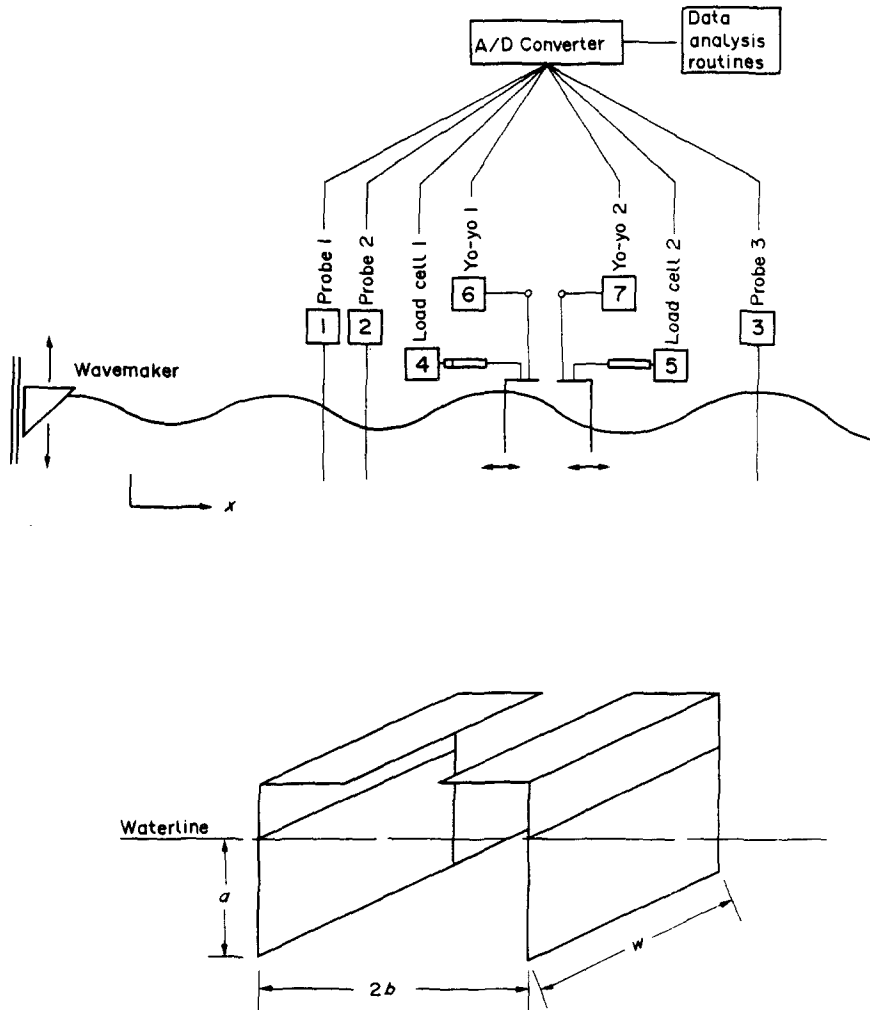 A/D Converter
Data
analysis
routines
Probe 1
Probe 2
Load cell 1
Yo-yo 1
Yo-yo 2
Load cell 2
Probe 3
1
2
4
6
7
5
3
Wavemaker
x
Waterline
a
2b
w